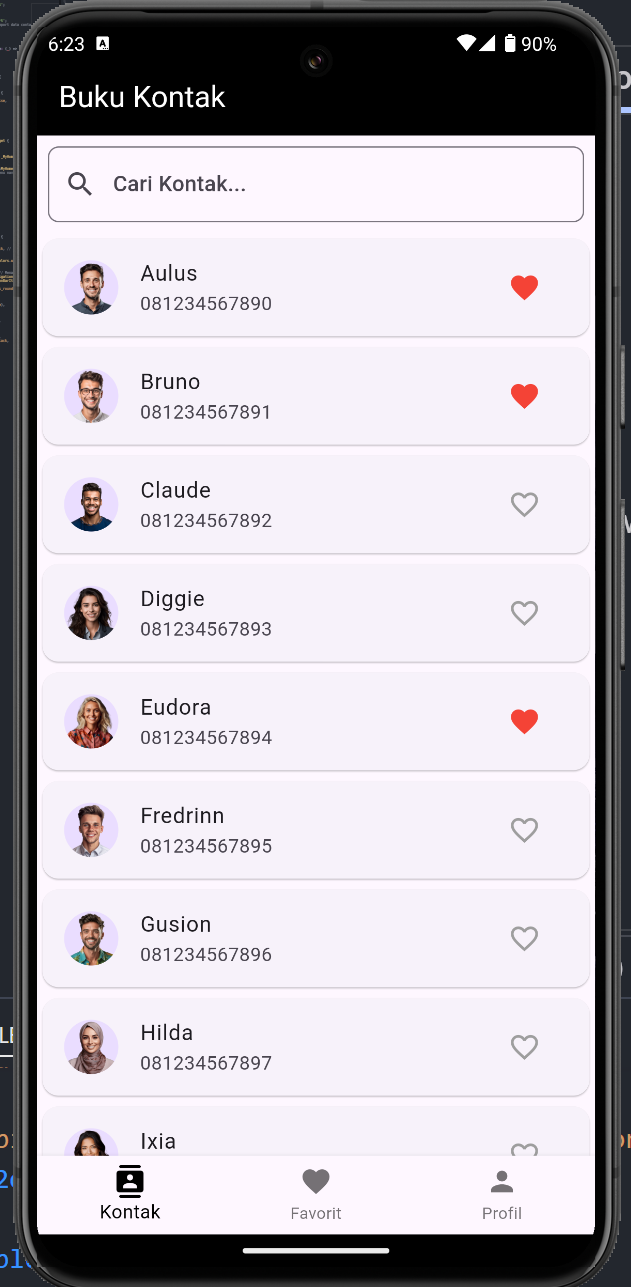 6:23 A 90%
Buku Kontak
Cari Kontak...
Aulus
081234567890
Bruno
081234567891
Claude
081234567892
Diggie
081234567893
Eudora
081234567894
Fredrinn
081234567895
Gusion
081234567896
Hilda
081234567897
Ixia
Kontak
Favorit
Profil